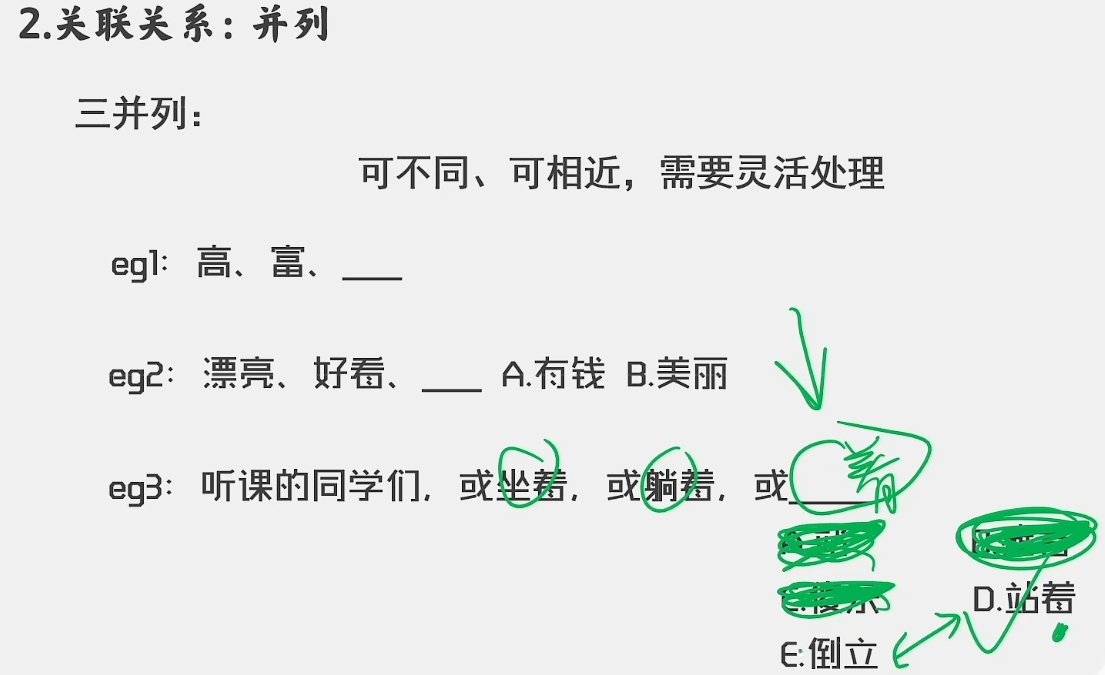 2.关联关系：并列
三并列：
可不同、可相近，需要灵活处理
eg1: 高、富、___
eg2: 漂亮、好看、___ A.有钱 B.美丽
eg3: 听课的同学们，或坐着，或躺着，或_____着
D.站着
E:倒立